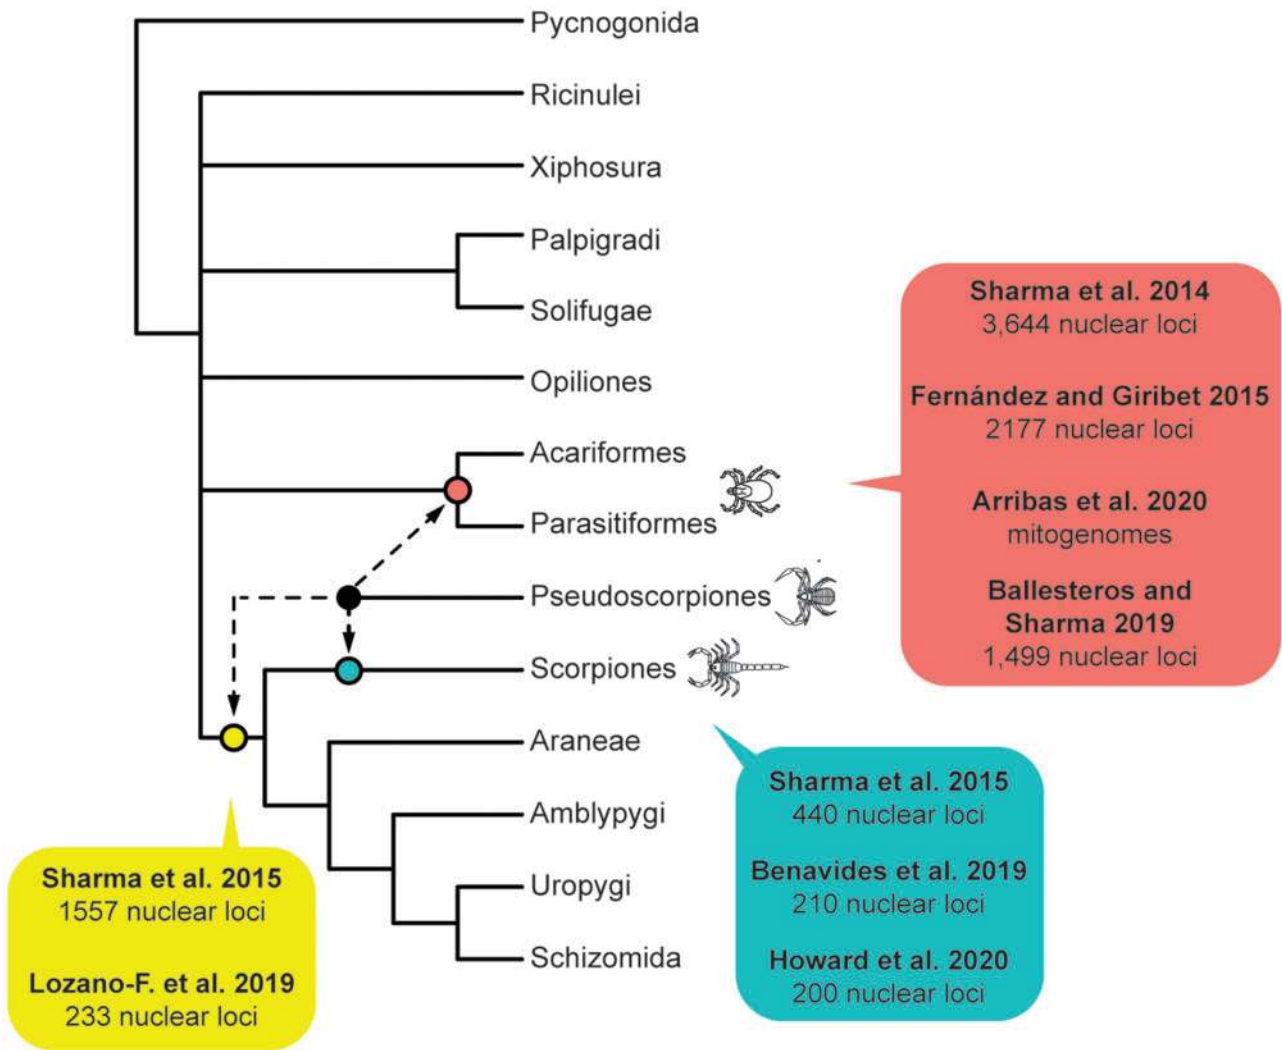 Pycnogonida
Ricinulei
Xiphosura
Palpigradi
Solifugae
Opiliones
Acariformes
Parasitiformes
Pseudoscorpiones
Scorpiones
Araneae
Amblypygi
Uropygi
Schizomida
Sharma et al. 2014
3,644 nuclear loci
Fernández and Giribet 2015
2177 nuclear loci
Arribas et al. 2020
mitogenomes
Ballesteros and
Sharma 2019
1,499 nuclear loci
Sharma et al. 2015
440 nuclear loci
Benavides et al. 2019
210 nuclear loci
Howard et al. 2020
200 nuclear loci
Sharma et al. 2015
1557 nuclear loci
Lozano-F. et al. 2019
233 nuclear loci